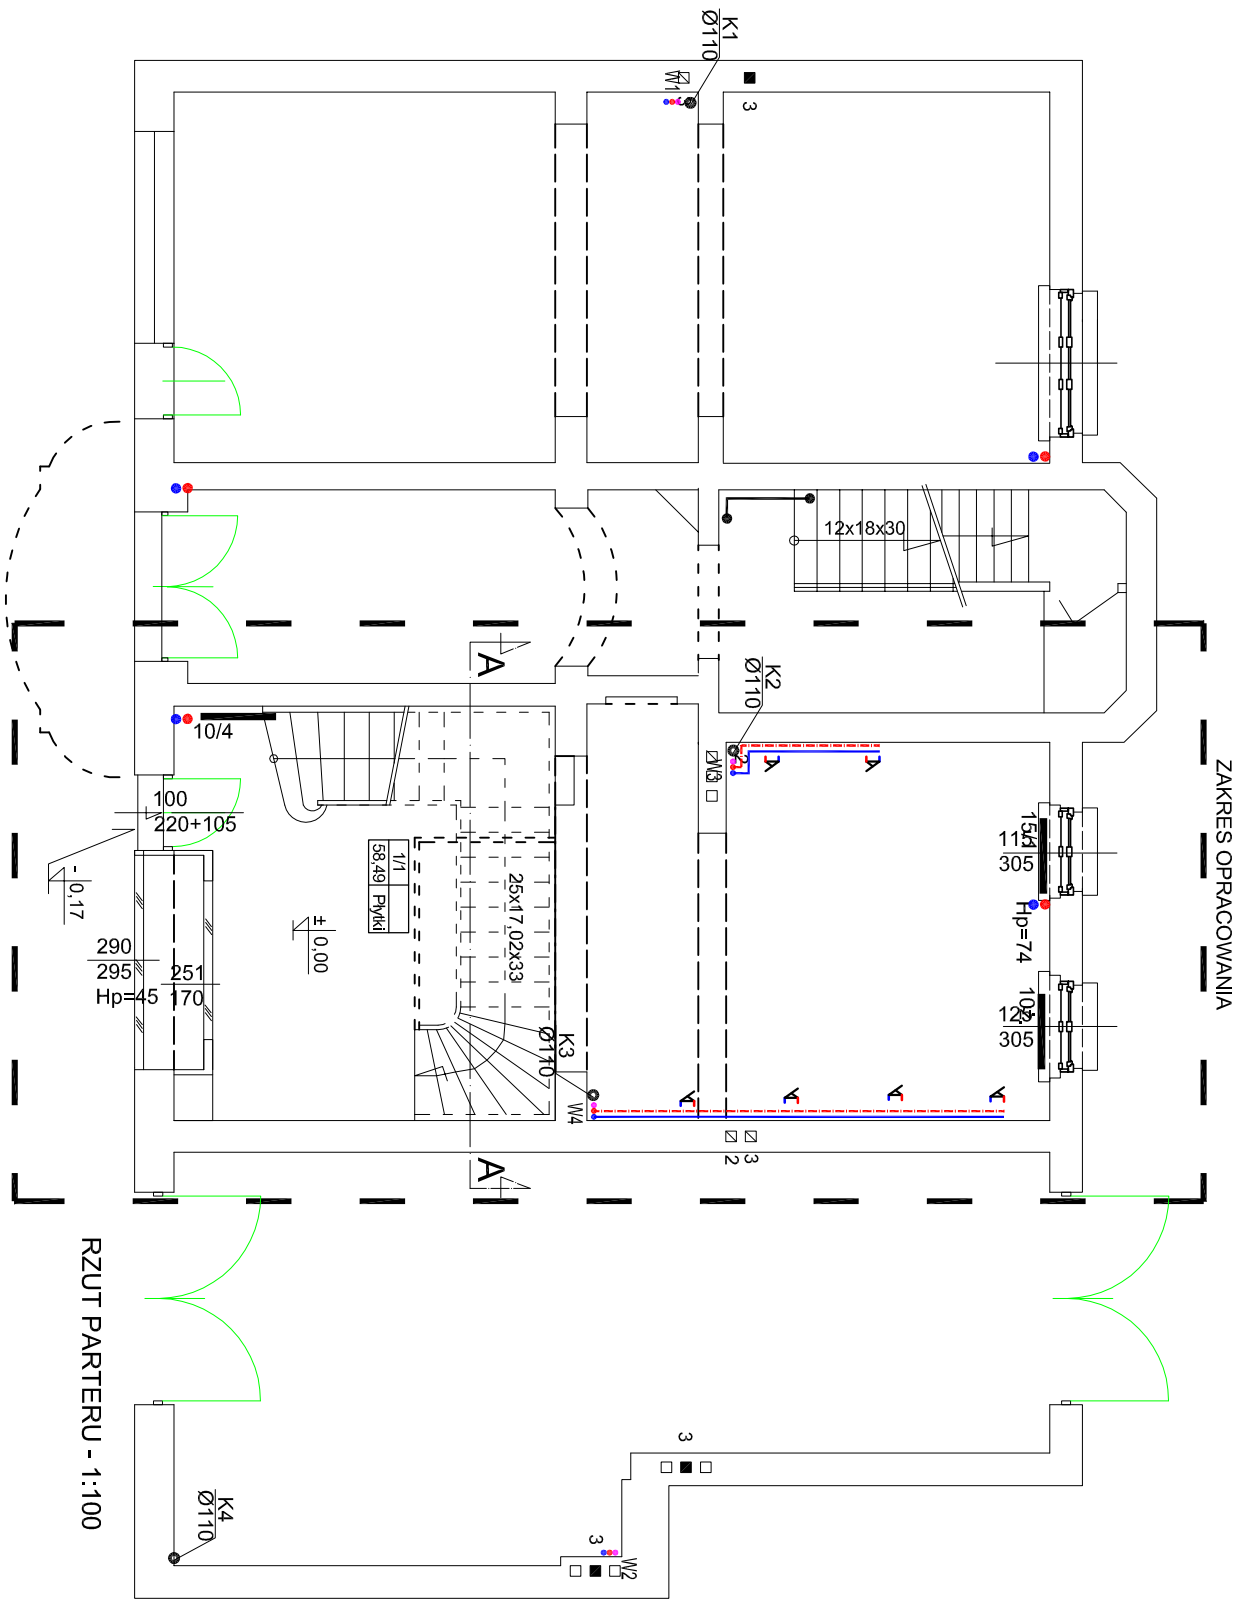 K1
Ø110
W1
3
12x18x30
A
K2
Ø110
10/4
W3
2
A
A
ZAKRES OPRACOWANIA
100
220+105
- 0,17
1/1
58,49 Płytki
25x17,02x33
± 0,00
305
Hp=74
290
295
Hp=45
251
170
305
K3
Ø110
W4
A
A
A
A
2
3
A
RZUT PARTERU - 1:100
3
K4
Ø110
3
W2